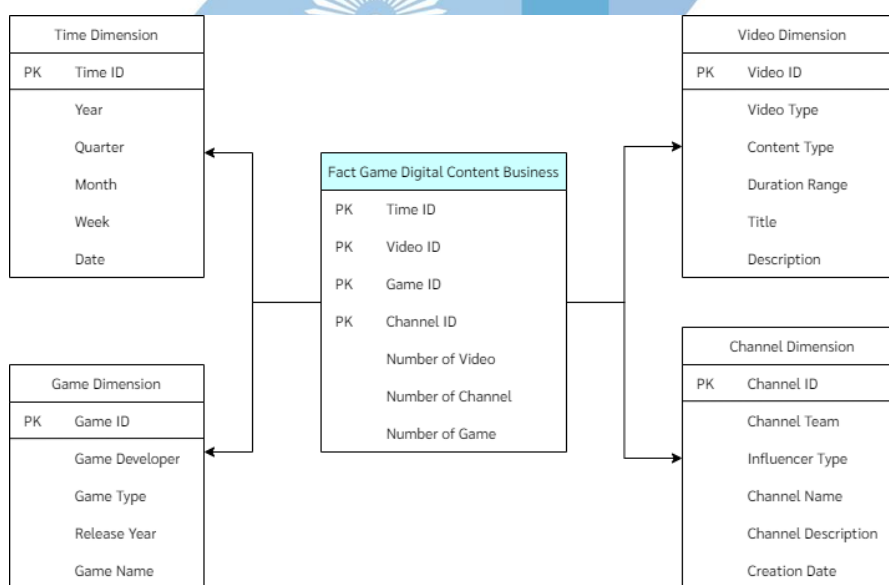 Time Dimension
PK Time ID
Year
Quarter
Month
Week
Date
Game Dimension
PK Game ID
Game Developer
Game Type
Release Year
Game Name
Fact Game Digital Content Business
PK Time ID
PK Video ID
PK Game ID
PK Channel ID
Number of Video
Number of Channel
Number of Game
Video Dimension
PK Video ID
Video Type
Content Type
Duration Range
Title
Description
Channel Dimension
PK Channel ID
Channel Team
Influencer Type
Channel Name
Channel Description
Creation Date